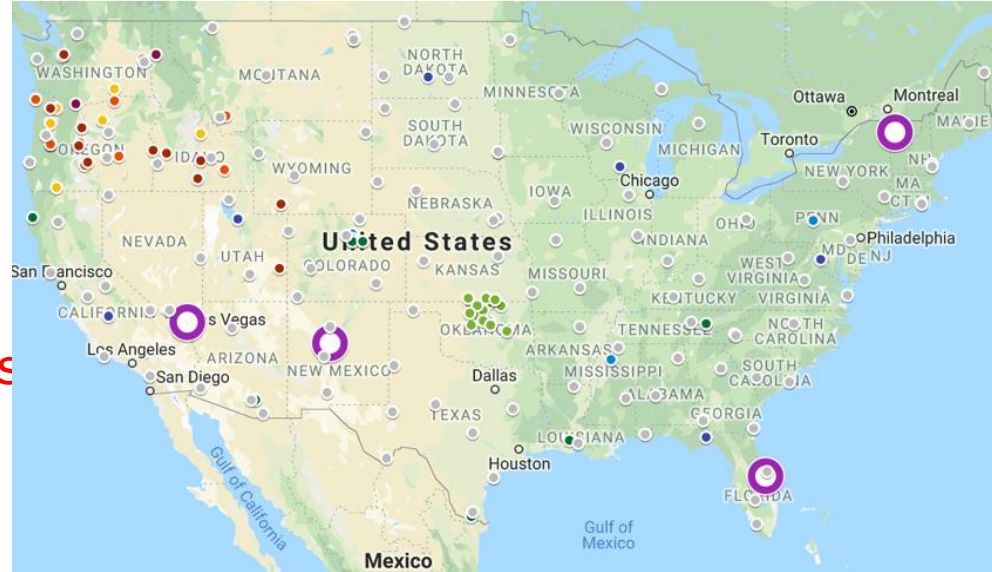 NORTH
DAKOTA
WASHINGTON
MONTANA
MINNESOTA
Ottawa
Montreal
MAINE
WISCONSIN
SOUTH
DAKOTA
MICHIGAN
Toronto
OREGON
IDAHO
WYOMING
NEW YORK
NH
MA
CT
Chicago
IOWA
NEBRASKA
ILLINOIS
INDIANA
OHIO
PENN
Philadelphia
NEVADA
UTAH
United States
COLORADO
KANSAS
MISSOURI
WEST
VIRGINIA
MD
DE
NJ
San Francisco
KENTUCKY
VIRGINIA
CALIFORNIA
s Vegas
OKLAHOMA
TENNESSEE
NORTH
CAROLINA
Los Angeles
ARIZONA
NEW MEXICO
ARKANSAS
MISSISSIPPI
SOUTH
CAROLINA
s
San Diego
Dallas
ALABAMA
TEXAS
GEORGIA
LOUISIANA
Houston
Gulf of California
FLORIDA
Gulf of
Mexico
Mexico